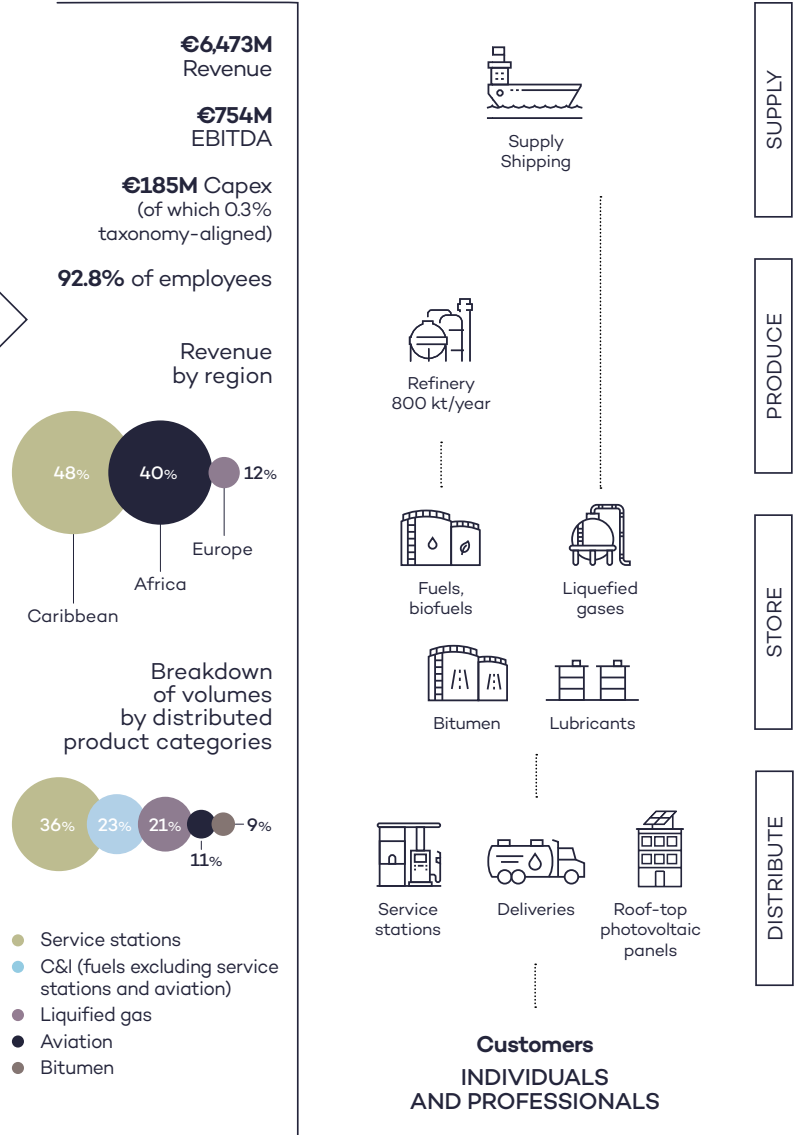 €6,473M
Revenue
€754M
EBITDA
€185M Capex
(of which 0.3%
taxonomy-aligned)
92.8% of employees
Revenue
by region
48%
40%
12%
Europe
Africa
Caribbean
Breakdown
of volumes
by distributed
product categories
36%
23%
21%
9%
11%
Service stations
C&I (fuels excluding service
stations and aviation)
Liquified gas
Aviation
Bitumen
Supply
Shipping
Refinery
800 kt/year
Fuels,
biofuels
Liquefied
gases
Bitumen
Lubricants
Service
stations
Deliveries
Roof-top
photovoltaic
panels
Customers
INDIVIDUALS
AND PROFESSIONALS
SUPPLY
PRODUCE
STORE
DISTRIBUTE